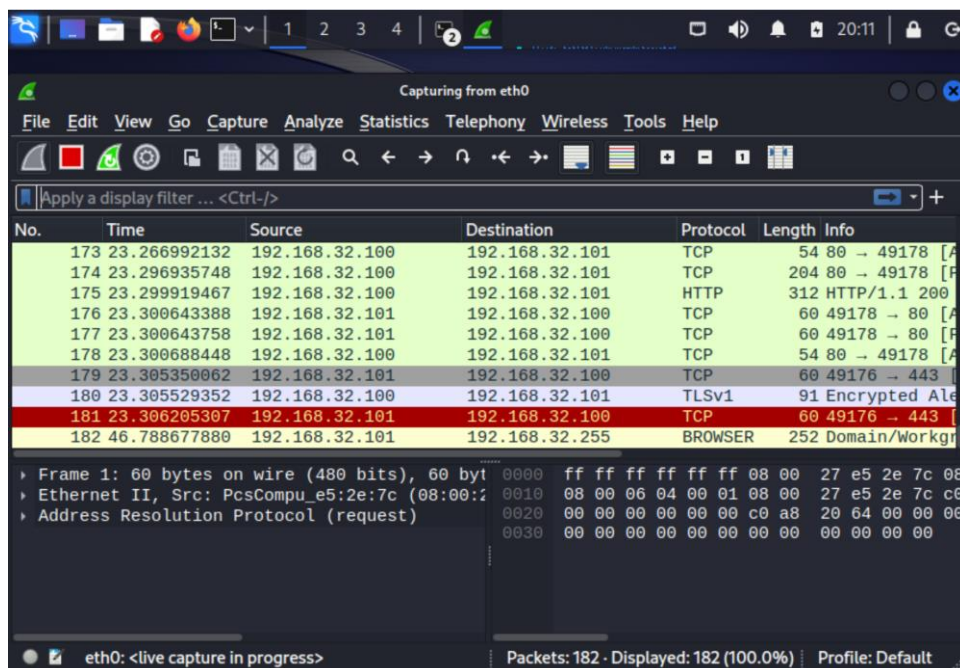 1 2 3 4 2 20:11
Capturing from eth0
File Edit View Go Capture Analyze Statistics Telephony Wireless Tools Help
Apply a display filter ... <Ctrl-/>
No. Time Source Destination Protocol Length Info
173 23.266992132 192.168.32.100 192.168.32.101 TCP 54 80 → 49178 [A
174 23.296935748 192.168.32.100 192.168.32.101 TCP 204 80 → 49178 [P
175 23.299919467 192.168.32.100 192.168.32.101 HTTP 312 HTTP/1.1 200
176 23.300643388 192.168.32.101 192.168.32.100 TCP 60 49178 → 80 [A
177 23.300643758 192.168.32.101 192.168.32.100 TCP 60 49178 → 80 [F
178 23.300688448 192.168.32.100 192.168.32.101 TCP 54 80 → 49178 [A
179 23.305350062 192.168.32.101 192.168.32.100 TCP 60 49176 → 443 [
180 23.305529352 192.168.32.100 192.168.32.101 TLSv1 91 Encrypted Ale
181 23.306205307 192.168.32.101 192.168.32.100 TCP 60 49176 → 443 [
182 46.788677880 192.168.32.101 192.168.32.255 BROWSER 252 Domain/Workgr
Frame 1: 60 bytes on wire (480 bits), 60 byt
Ethernet II, Src: PcsCompu_e5:2e:7c (08:00:2
Address Resolution Protocol (request)
0000 ff ff ff ff ff ff 08 00 27 e5 2e 7c 08
0010 08 00 06 04 00 01 08 00 27 e5 2e 7c c0
0020 00 00 00 00 00 00 c0 a8 20 64 00 00 00
0030 00 00 00 00 00 00 00 00 00 00 00 00
eth0: <live capture in progress> Packets: 182 · Displayed: 182 (100.0%) Profile: Default